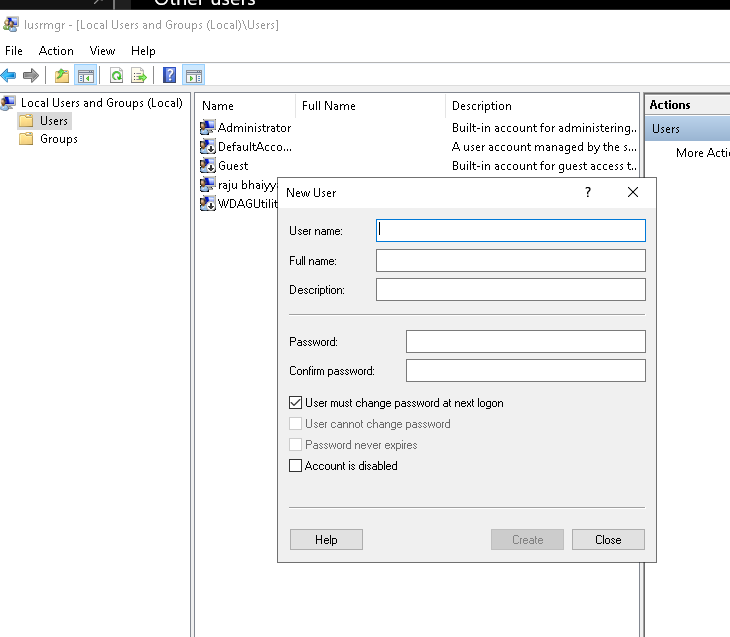 Other users
lusrmgr - [Local Users and Groups (Local)\Users]
File Action View Help
Local Users and Groups (Local)
Users
Groups
Name Full Name Description
Administrator Built-in account for administering...
DefaultAcco... A user account managed by the s...
Guest Built-in account for guest access t...
raju bhaiyy
WDAGUtilit
Actions
Users
More Acti
New User ?
User name:
Full name:
Description:
Password:
Confirm password:
User must change password at next logon
User cannot change password
Password never expires
Account is disabled
Help Create Close